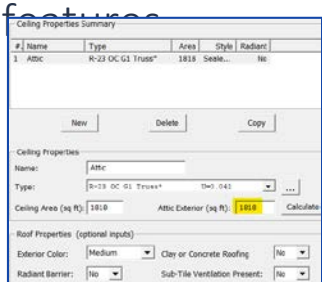 features
Ceiling Properties Summary
#. Name Type Area Style Radiant
1 Attic R-23 OC G1 Truss* 1818 Seale... No
New Delete Copy
Ceiling Properties
Name: Attic
Type: R-23 OC G1 Truss* U=0.041 ...
Ceiling Area (sq ft): 1818 Attic Exterior (sq ft): 1818 Calculate
Roof Properties (optional inputs)
Exterior Color: Medium Clay or Concrete Roofing No
Radiant Barrier: No Sub-Tile Ventilation Present: No